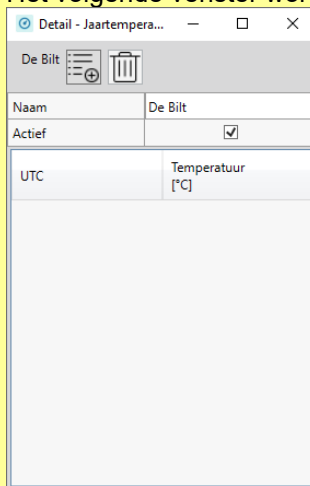 Het volgende venster wor
Detail - Jaartempera...
De Bilt
Naam De Bilt
Actief
UTC Temperatuur
[°C]